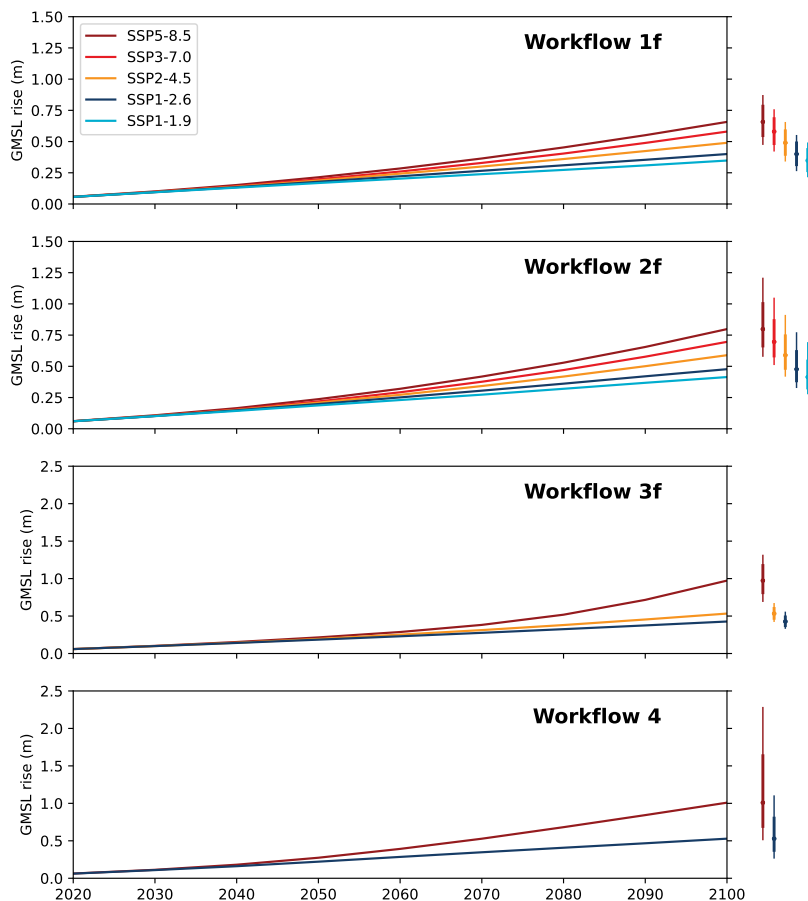 1.50
1.25
1.00
0.75
0.50
0.25
0.00
GMSL rise (m)
SSP5-8.5
SSP3-7.0
SSP2-4.5
SSP1-2.6
SSP1-1.9
Workflow 1f
1.50
1.25
1.00
0.75
0.50
0.25
0.00
GMSL rise (m)
Workflow 2f
2.5
2.0
1.5
1.0
0.5
0.0
GMSL rise (m)
Workflow 3f
2.5
2.0
1.5
1.0
0.5
0.0
GMSL rise (m)
Workflow 4
2020 2030 2040 2050 2060 2070 2080 2090 2100